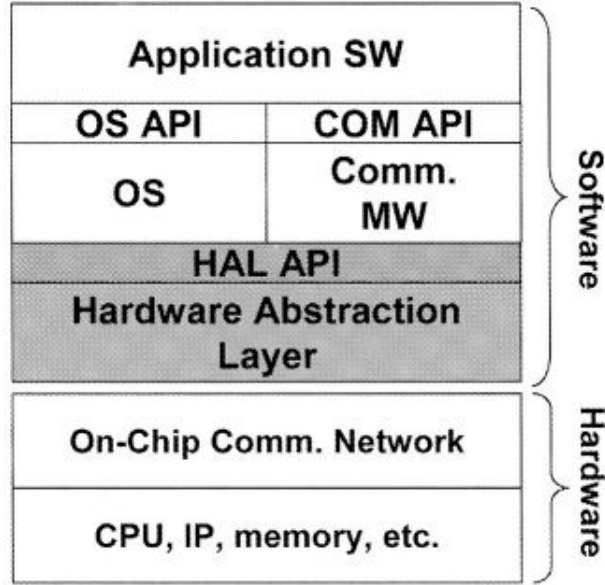 Application SW
OS API
COM API
OS
Comm.
MW
HAL API
Hardware Abstraction
Layer
Software
On-Chip Comm. Network
CPU, IP, memory, etc.
Hardware